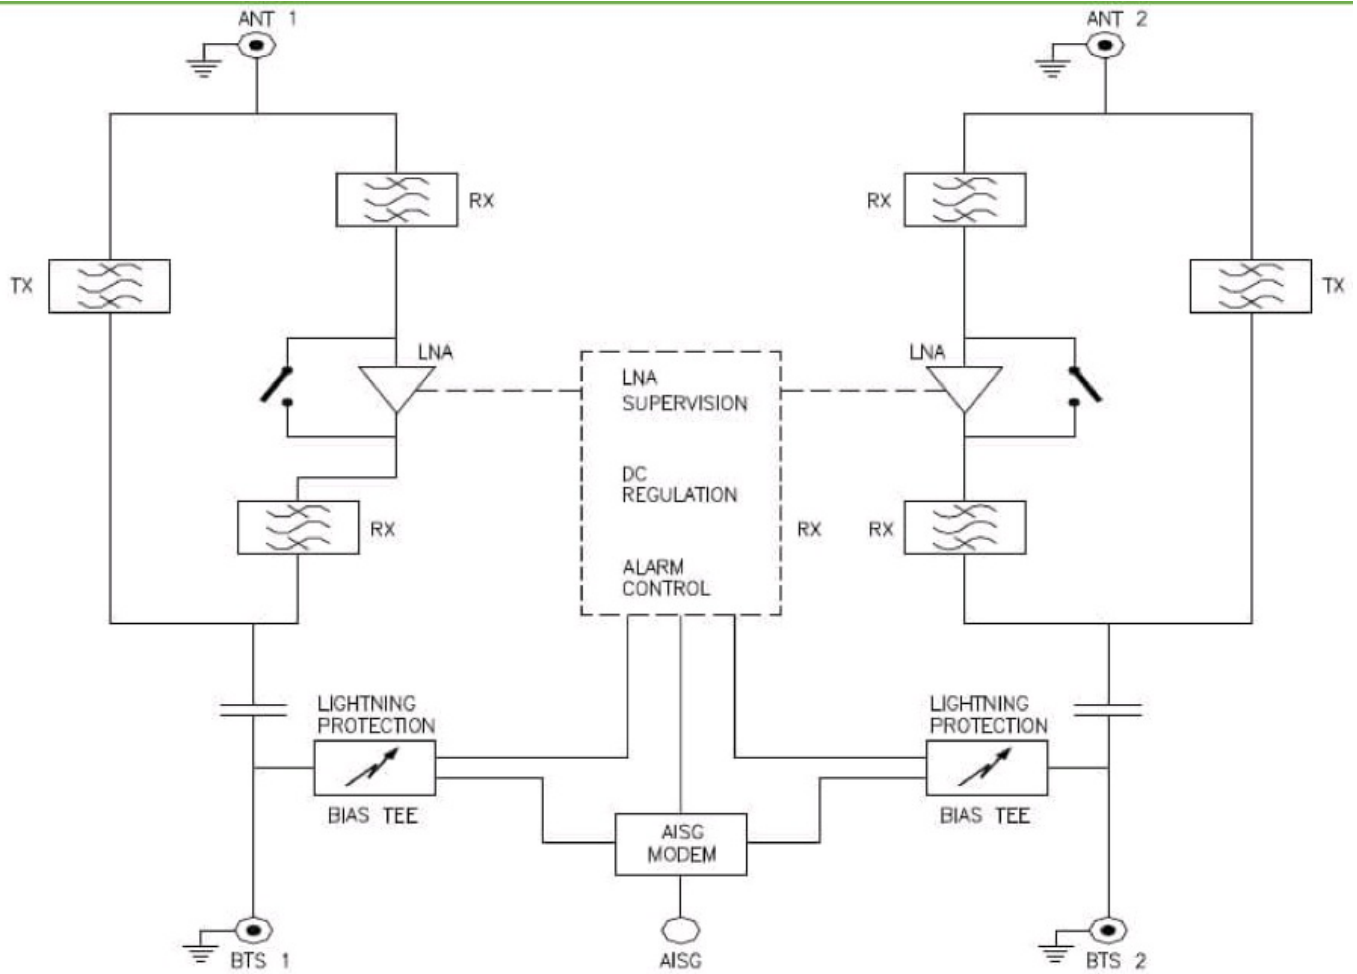 ANT 1
ANT 2
RX
RX
TX
TX
LNA
LNA
LNA
SUPERVISION
DC
REGULATION
RX
RX
RX
ALARM
CONTROL
LIGHTNING
PROTECTION
LIGHTNING
PROTECTION
BIAS TEE
BIAS TEE
AISG
MODEM
BTS 1
AISG
BTS 2